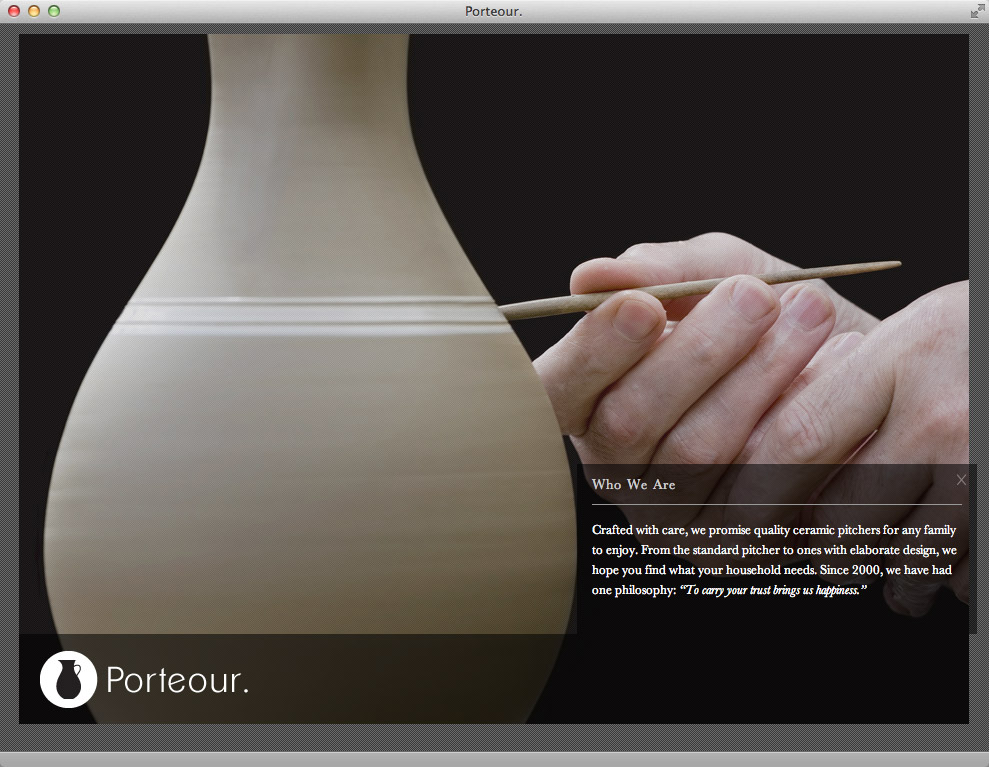 Porteour.
Who We Are
X
Crafted with care, we promise quality ceramic pitchers for any family
to enjoy. From the standard pitcher to ones with elaborate design, we
hope you find what your household needs. Since 2000, we have had
one philosophy: “To carry your trust brings us happiness.”
Porteour.